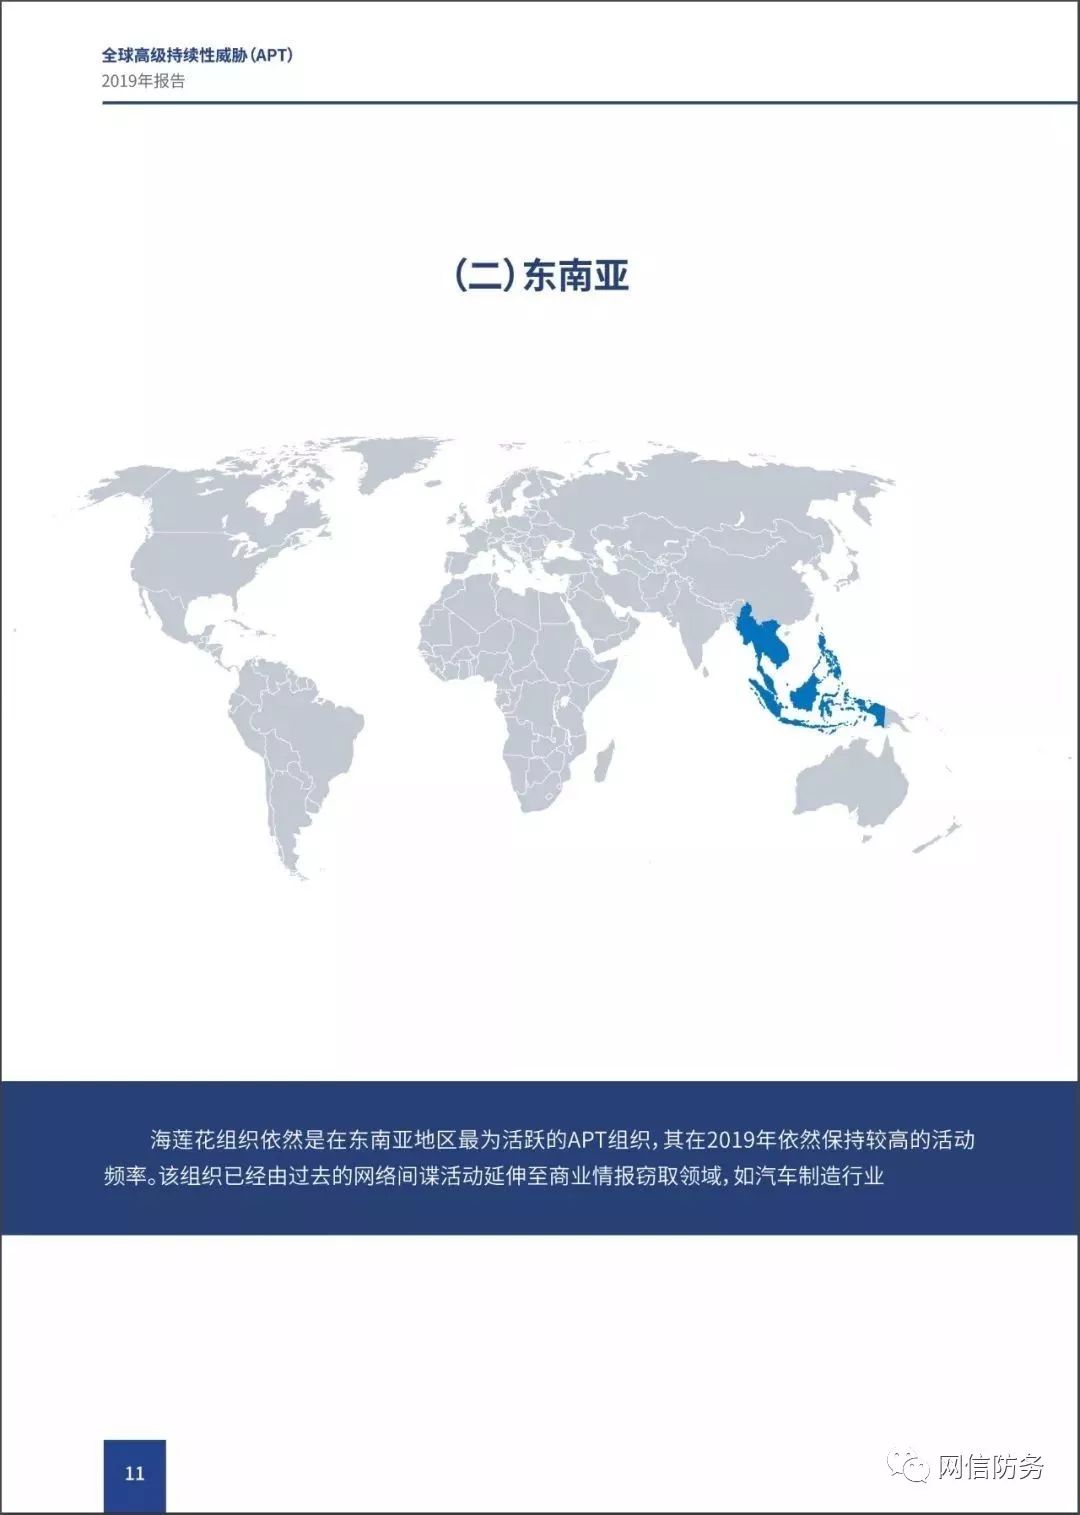 全球高级持续性威胁(APT)
2019年报告
（二）东南亚
海莲花组织依然是在东南亚地区最为活跃的APT组织，其在2019年依然保持较高的活动
频率。该组织已经由过去的网络间谍活动延伸至商业情报窃取领域，如汽车制造行业
11
网信防务